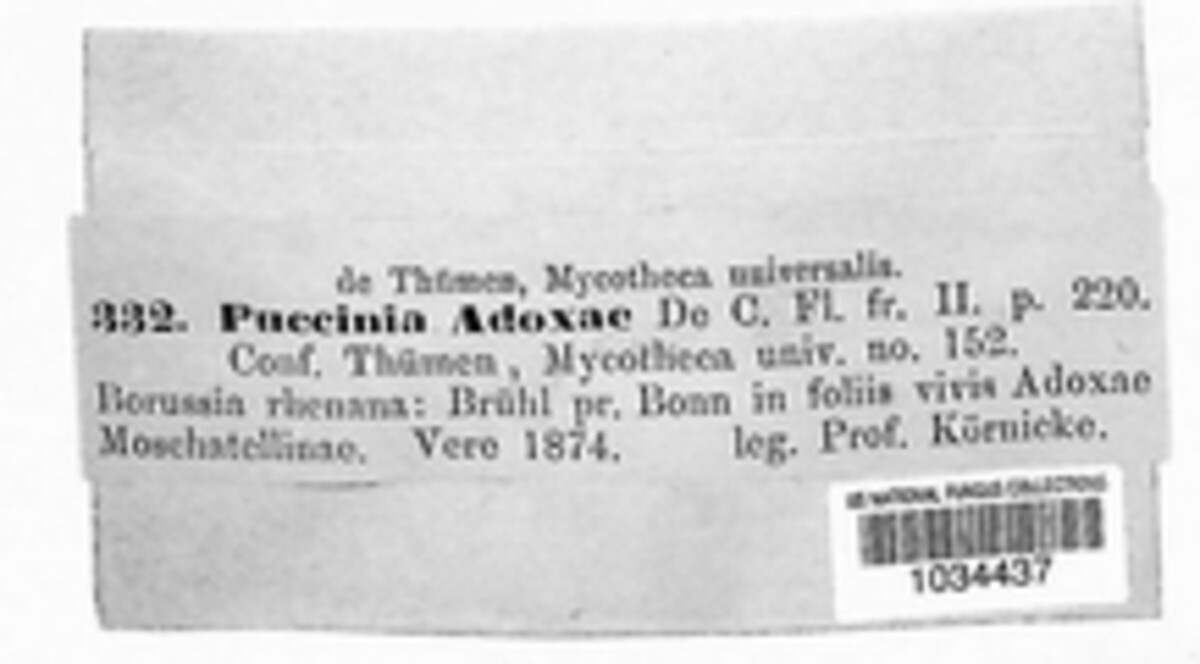 de Thümen, Mycotheca universalis.
332. Puccinia Adoxae De C. Fl. fr. II. p. 220.
Conf. Thümen, Mycotheca univ. no. 152.
Borussia rhenana: Brühl pr. Bonn in foliis vivis Adoxae
Moschatellinae. Vere 1874. leg. Prof. Körnicke.
US NATIONAL FUNGUS COLLECTIONS
1034437